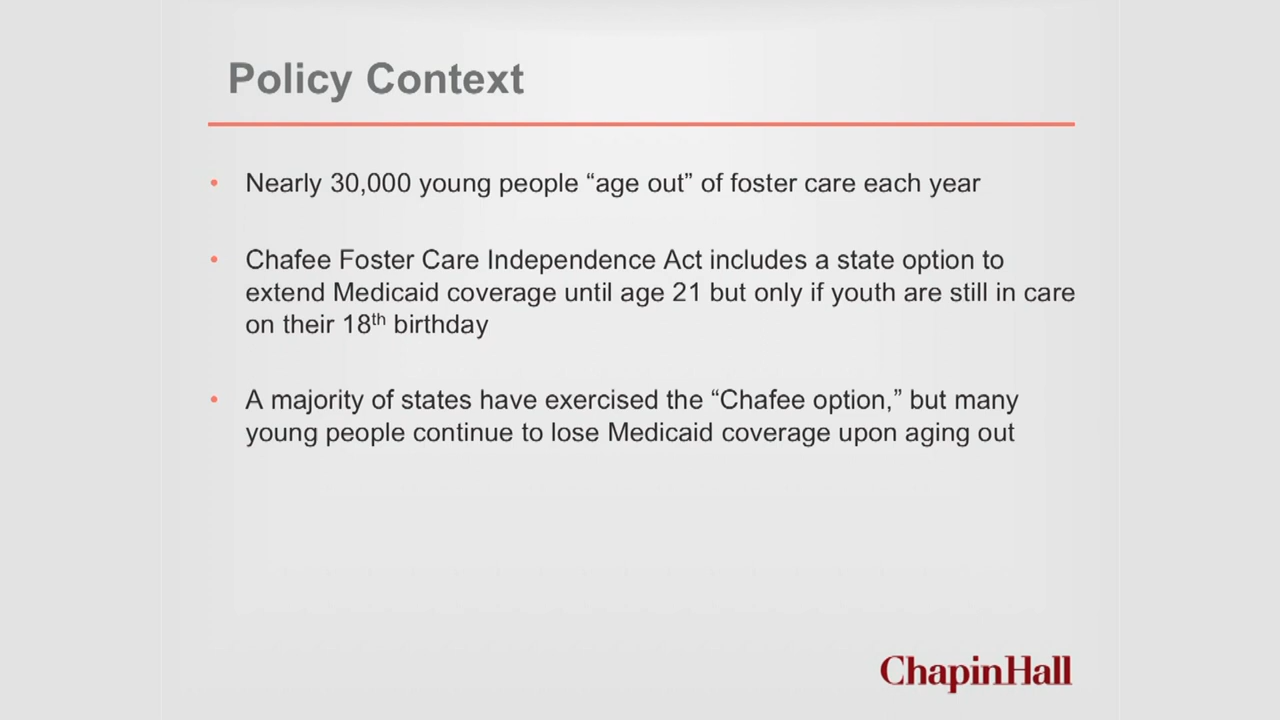 Policy Context
• Nearly 30,000 young people “age out” of foster care each year
• Chafee Foster Care Independence Act includes a state option to
extend Medicaid coverage until age 21 but only if youth are still in care
on their 18th birthday
• A majority of states have exercised the “Chafee option,” but many
young people continue to lose Medicaid coverage upon aging out
ChapinHall